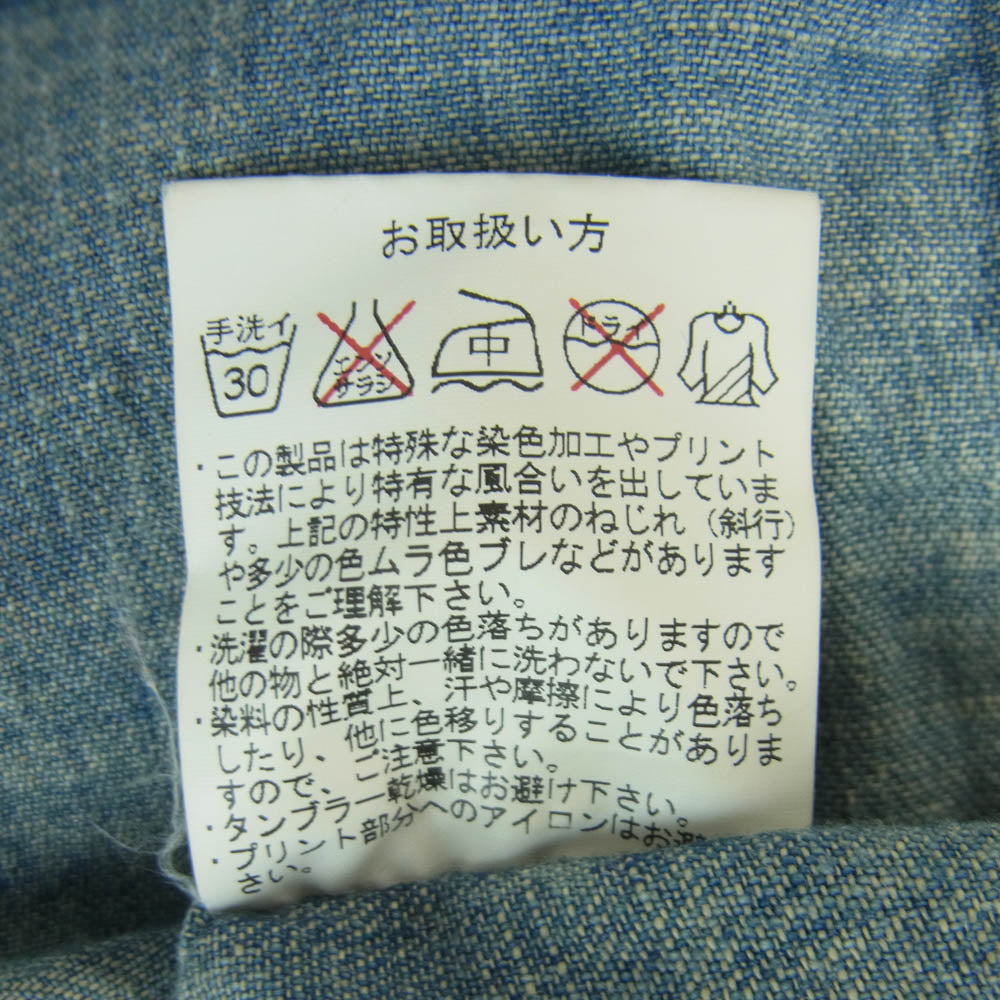 お取扱い方
手洗イ
30
エンソ
サラシ
中
ドライ
・この製品は特殊な染色加工やプリント
技法により特有な風合いを出していま
す。上記の特性上素材のねじれ（斜行）
や多少の色ムラ色ブレなどがあります
ことをご理解下さい。
・洗濯の際多少の色落ちがありますので
他の物と絶対一緒に洗わないで下さい。
・染料の性質上、汗や摩擦により色落ち
したり、他に色移りすることがありま
すので、ご注意下さい。
・タンブラー乾燥はお避け下さい。
・プリント部分へのアイロンはお
さい。